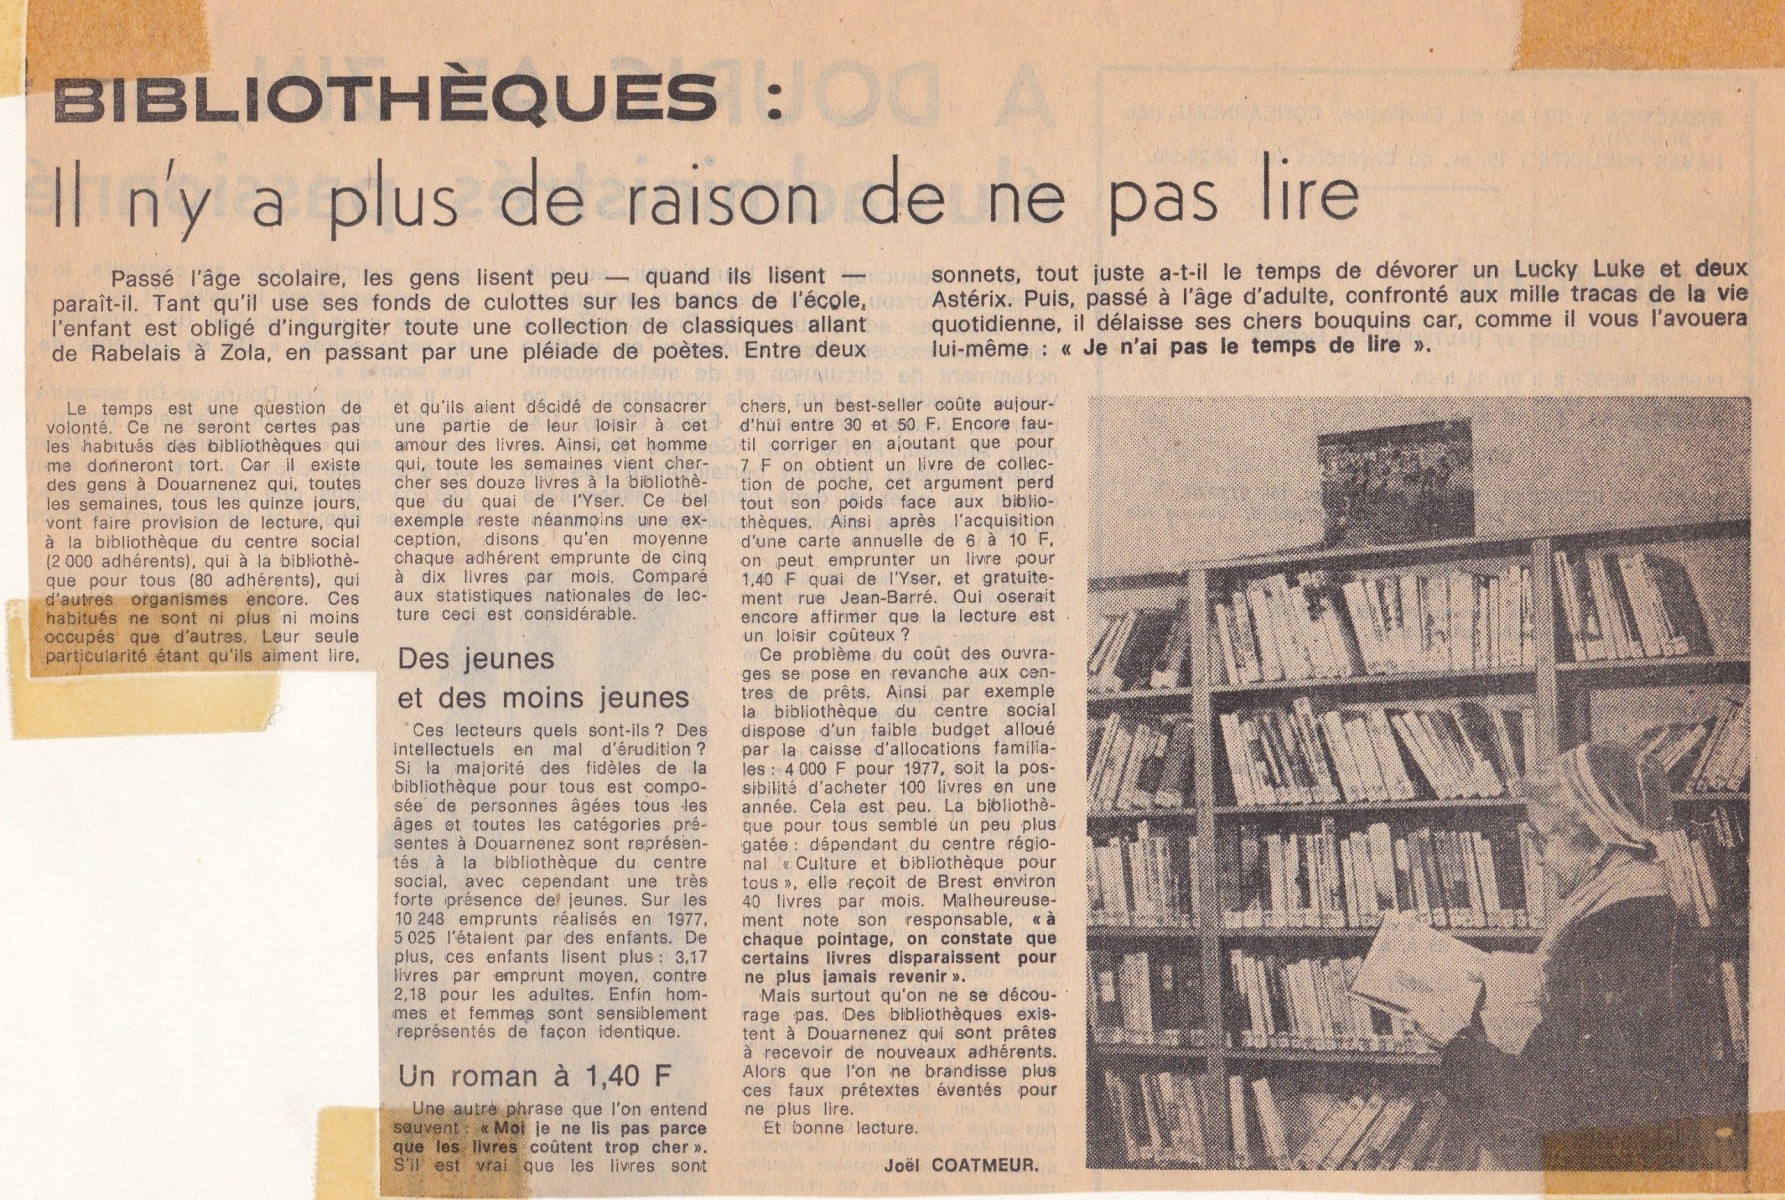 BIBLIOTHÈQUES :
Il n'y a plus de raison de ne pas lire
Passé l'âge scolaire, les gens lisent peu — quand ils lisent —
paraît-il. Tant qu'il use ses fonds de culottes sur les bancs de l'école,
l'enfant est obligé d'ingurgiter toute une collection de classiques allant
de Rabelais à Zola, en passant par une pléiade de poètes. Entre deux
sonnets, tout juste a-t-il le temps de dévorer un Lucky Luke et deux
Astérix. Puis, passé à l'âge d'adulte, confronté aux mille tracas de la vie
quotidienne, il délaisse ses chers bouquins car, comme il vous l'avouera
lui-même : « Je n'ai pas le temps de lire ».
Le temps est une question de
volonté. Ce ne seront certes pas
les habitués des bibliothèques qui
me donneront tort. Car il existe
des gens à Douarnenez qui, toutes
les semaines, tous les quinze jours,
vont faire provision de lecture, qui
à la bibliothèque du centre social
(2 000 adhérents), qui à la bibliothè-
que pour tous (80 adhérents), qui
d'autres organismes encore. Ces
habitués ne sont ni plus ni moins
occupés que d'autres. Leur seule
particularité étant qu'ils aiment lire,
et qu'ils aient décidé de consacrer
une partie de leur loisir à cet
amour des livres. Ainsi, cet homme
qui, toutes les semaines vient cher-
cher ses douze livres à la bibliothè-
que du quai de l'Yser. Ce bel
exemple reste néanmoins une ex-
ception, disons qu'en moyenne
chaque adhérent emprunte de cinq
à dix livres par mois. Comparé
aux statistiques nationales de lec-
ture ceci est considérable.
Des jeunes
et des moins jeunes
Ces lecteurs quels sont-ils ? Des
intellectuels en mal d'érudition ?
Si la majorité des fidèles de la
bibliothèque pour tous est compo-
sée de personnes âgées tous les
âges et toutes les catégories pré-
sentes à Douarnenez sont représen-
tés à la bibliothèque du centre
social, avec cependant une très
forte présence de jeunes. Sur les
10 248 emprunts réalisés en 1977,
5 025 l'étaient par des enfants. De
plus, ces enfants lisent plus : 3,17
livres par emprunt moyen, contre
2,18 pour les adultes. Enfin hom-
mes et femmes sont sensiblement
représentés de façon identique.
Un roman à 1,40 F
Une autre phrase que l'on entend
souvent : « Moi je ne lis pas parce
que les livres coûtent trop cher ».
S'il est vrai que les livres sont
chers, un best-seller coûte aujour-
d'hui entre 30 et 50 F. Encore fau-
til corriger en ajoutant que pour
7 F on obtient un livre de collec-
tion de poche, cet argument perd
tout son poids face aux biblio-
thèques. Ainsi après l'acquisition
d'une carte annuelle de 6 à 10 F,
on peut emprunter un livre pour
1,40 F quai de l'Yser, et gratuite-
ment rue Jean-Barré. Qui oserait
encore affirmer que la lecture est
un loisir coûteux ?
Ce problème du coût des ouvra-
ges se pose en revanche aux cen-
tres de prêts. Ainsi par exemple
la bibliothèque du centre social
dispose d'un faible budget alloué
par la caisse d'allocations familia-
les : 4 000 F pour 1977, soit la pos-
sibilité d'acheter 100 livres en une
année. Cela est peu. La bibliothè-
que pour tous semble un peu plus
gatée : dépendant du centre régio-
nal « Culture et bibliothèque pour
tous », elle reçoit de Brest environ
40 livres par mois. Malheureuse-
ment note son responsable, « à
chaque pointage, on constate que
certains livres disparaissent pour
ne plus jamais revenir ».
Mais surtout qu'on ne se décou-
rage pas. Des bibliothèques exis-
tent à Douarnenez qui sont prêtes
à recevoir de nouveaux adhérents.
Alors que l'on ne brandisse plus
ces faux prétextes éventés pour
ne plus lire.
Et bonne lecture.
Joël COATMEUR.